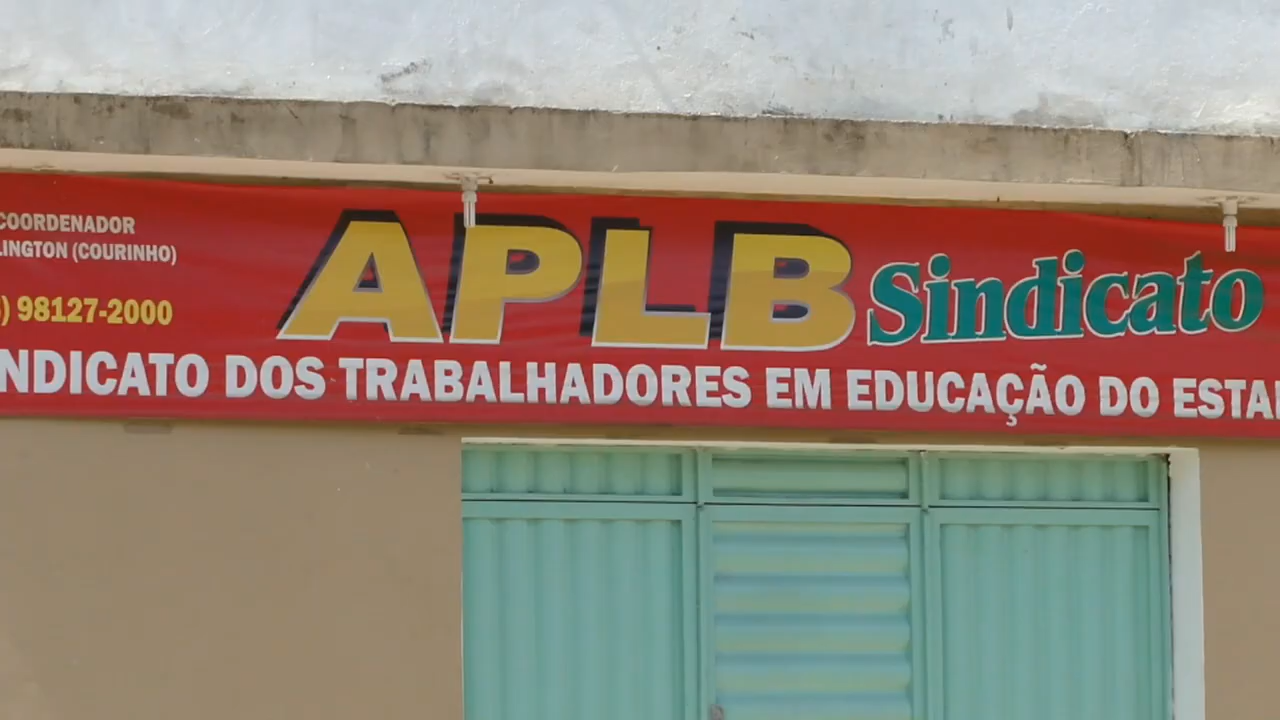 COORDENADOR
LINGTON (COURINHO)
) 98127-2000
APLB Sindicato
NDICATO DOS TRABALHADORES EM EDUCAÇÃO DO ESTA